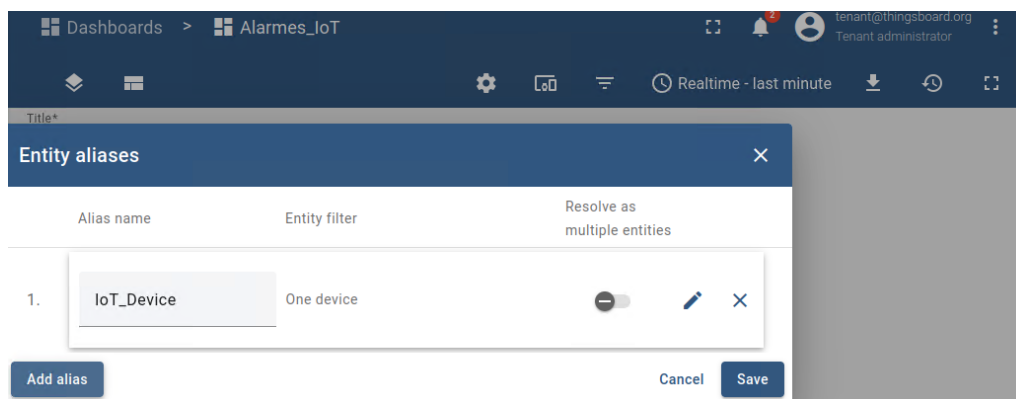 Dashboards > Alarmes_IoT
2
tenant@thingsboard.org
Tenant administrator
Realtime - last minute
Title*
Entity aliases
Alias name Entity filter Resolve as
multiple entities
1. IoT_Device One device
Add alias Cancel Save